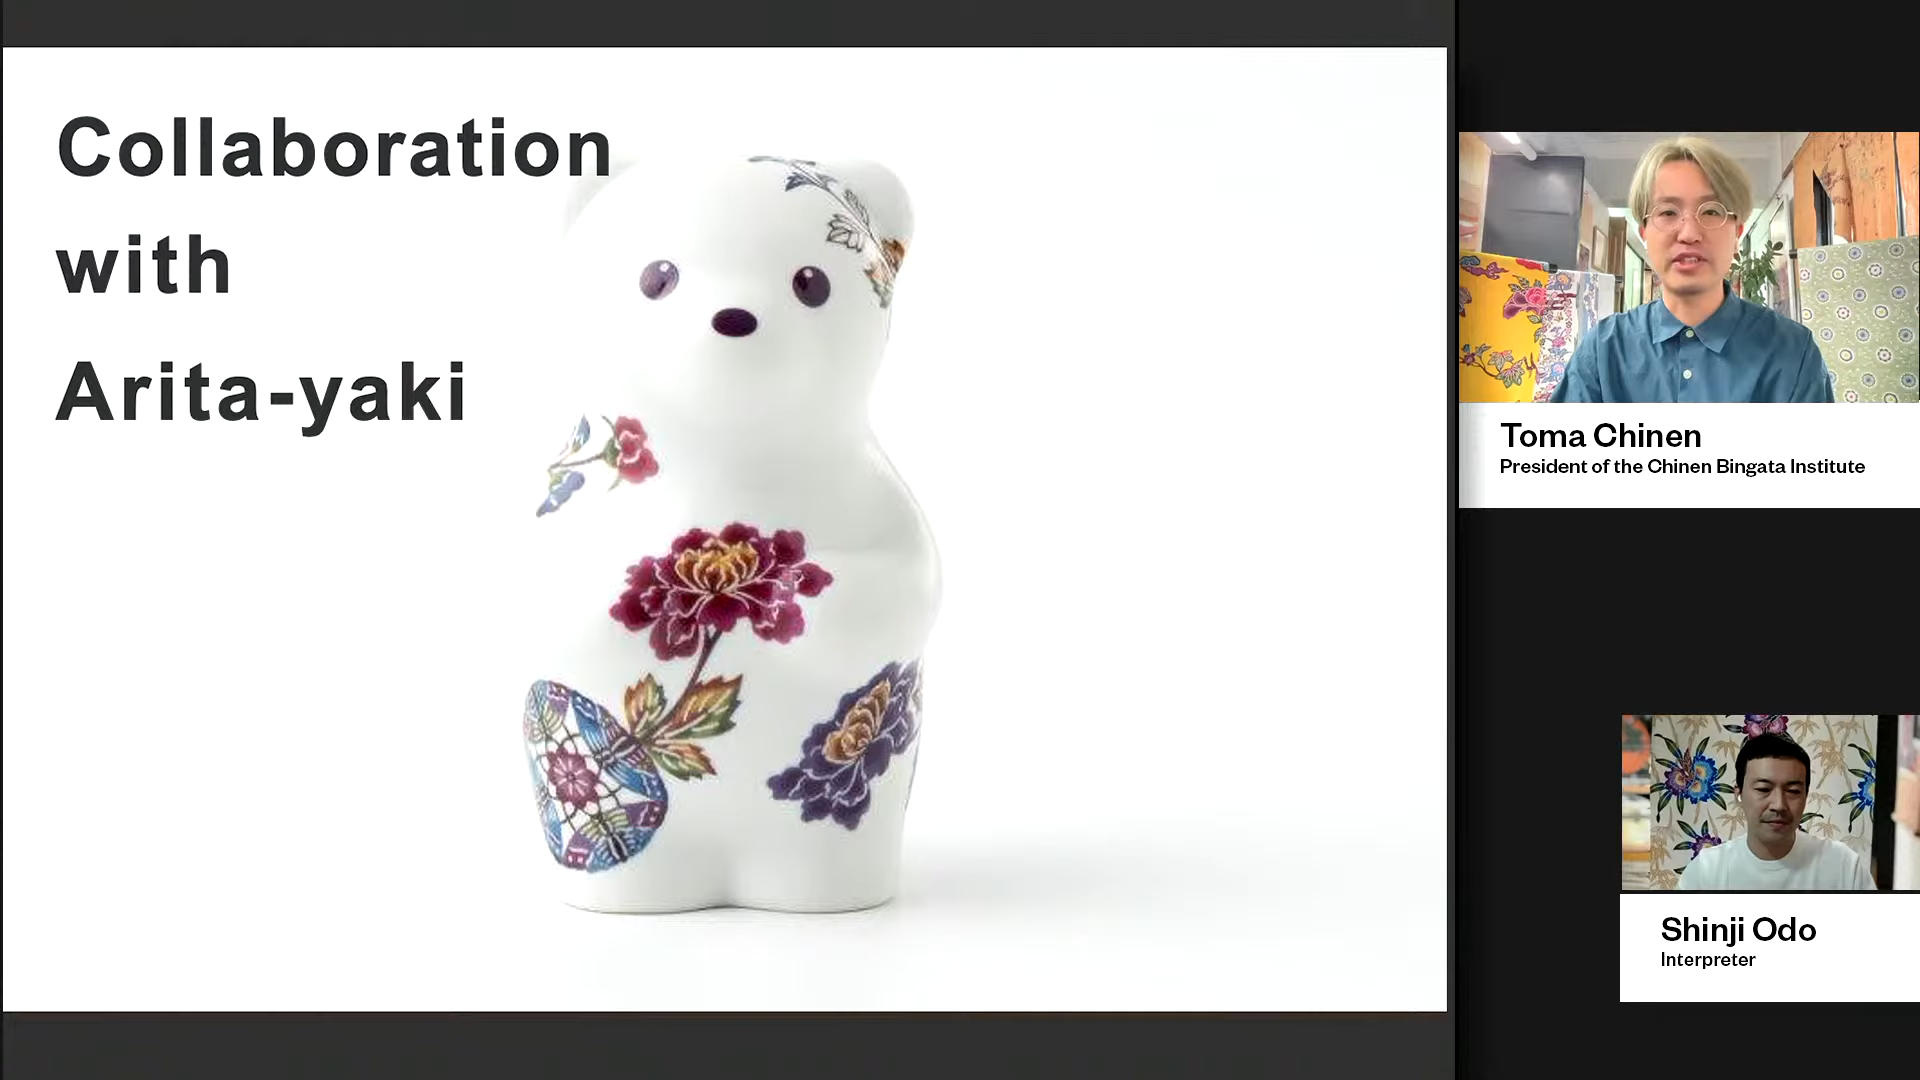 Collaboration
with
Arita-yaki
Toma Chinen
President of the Chinen Bingata Institute
Shinji Odo
Interpreter